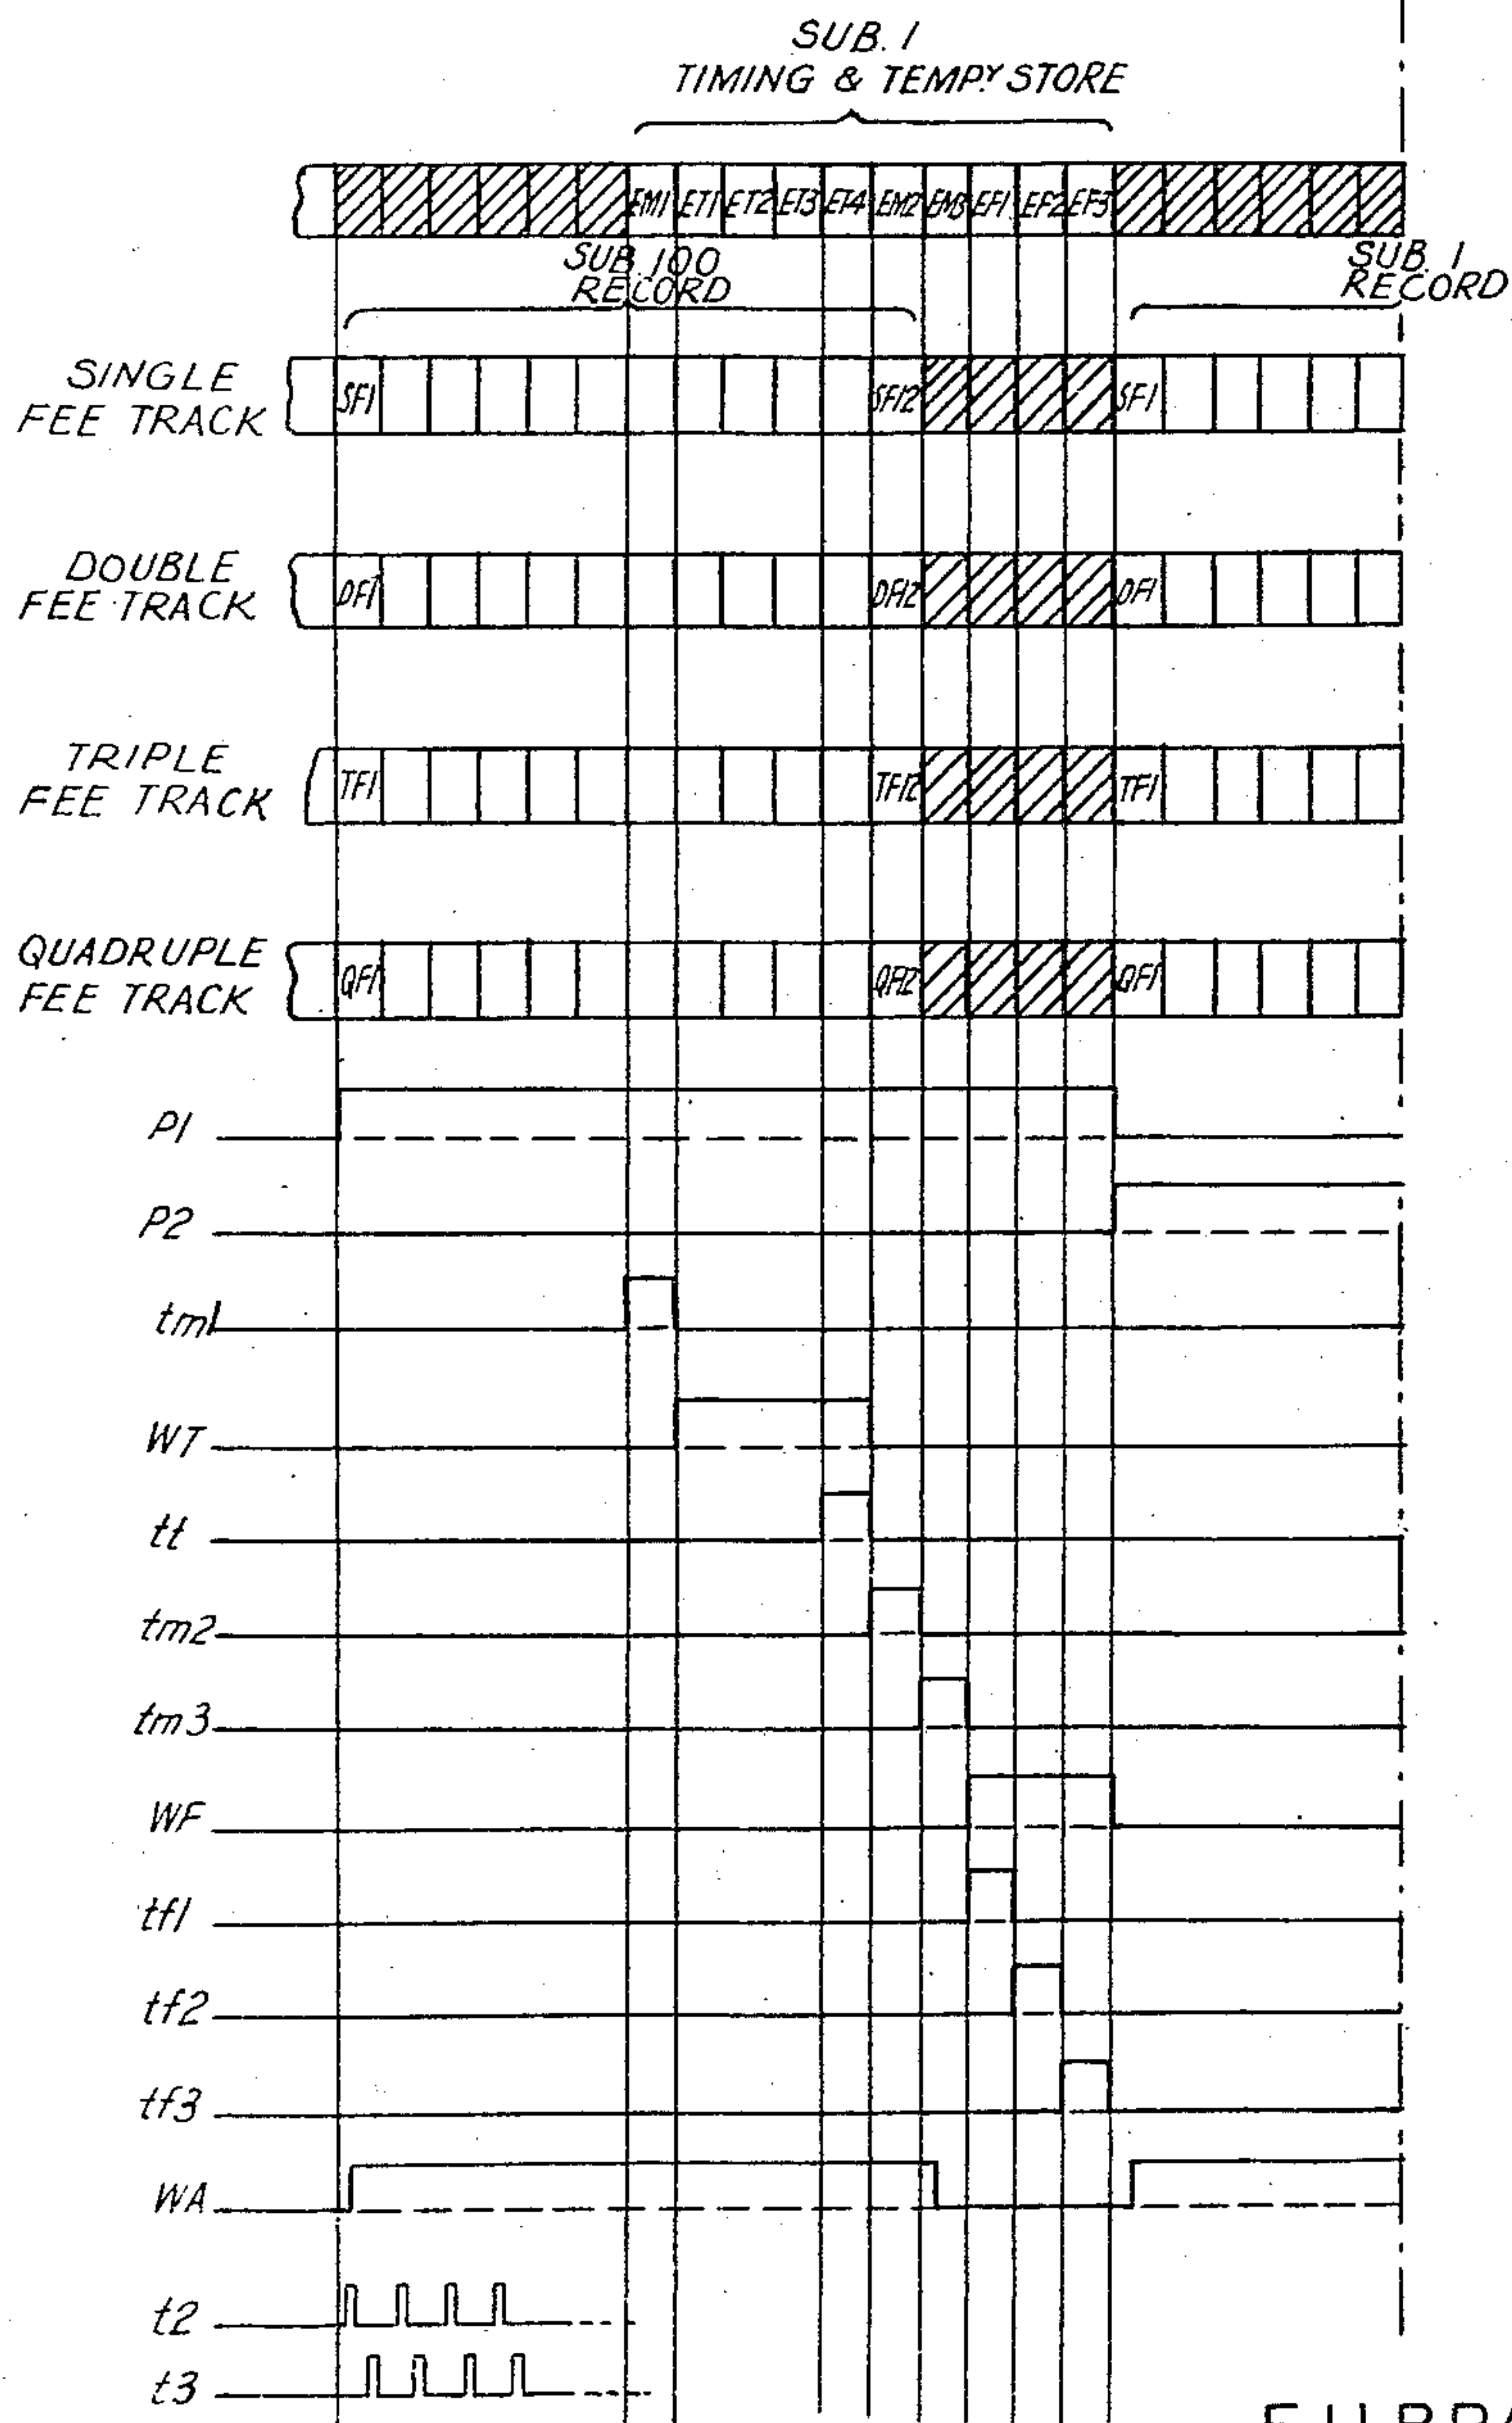 SUB. 1
TIMING & TEMPY STORE
EM1 ET1 ET2 ET3 ET4 EM2 EM3 EF1 EF2 EF3
SUB. 100
RECORD
SUB. 1
RECORD
SINGLE
FEE TRACK
SF1 SF12 SF1
DOUBLE
FEE TRACK
DF1 DF12 DF1
TRIPLE
FEE TRACK
TF1 TF12 TF1
QUADRUPLE
FEE TRACK
QF1 QF12 QF1
P1
P2
tm1
WT
tt
tm2
tm3
WF
tf1
tf2
tf3
WA
t2
t3